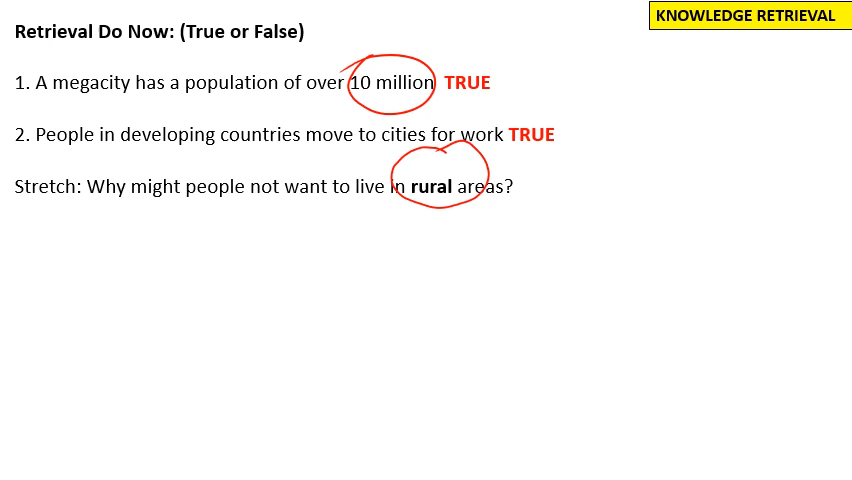 KNOWLEDGE RETRIEVAL
Retrieval Do Now: (True or False)
1. A megacity has a population of over 10 million TRUE
2. People in developing countries move to cities for work TRUE
Stretch: Why might people not want to live in rural areas?